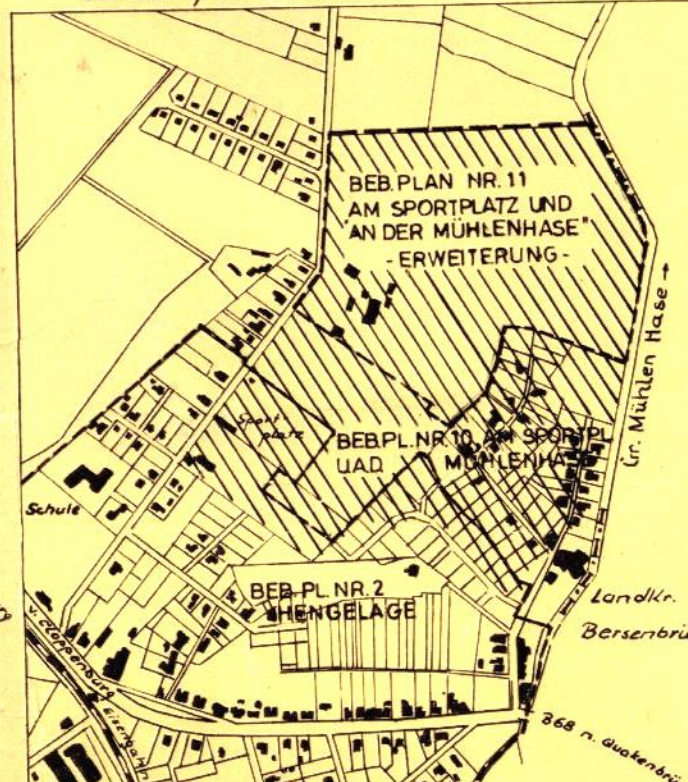 BEB. PLAN NR. 11
AM SPORTPLATZ UND
"AN DER MÜHLENHASE"
- ERWEITERUNG -
Gr. Mühlen Hase →
Sport-
platz
BEB.PL.NR.10 AM SPORTPL
U.A.D. MÜHLENHASE
Schule
BEB.PL.NR.2
HENGELAGE
Landkr.
Bersenbrü
v. Cloppenburg
Eisenbahn
B68 n. Quakenbrü